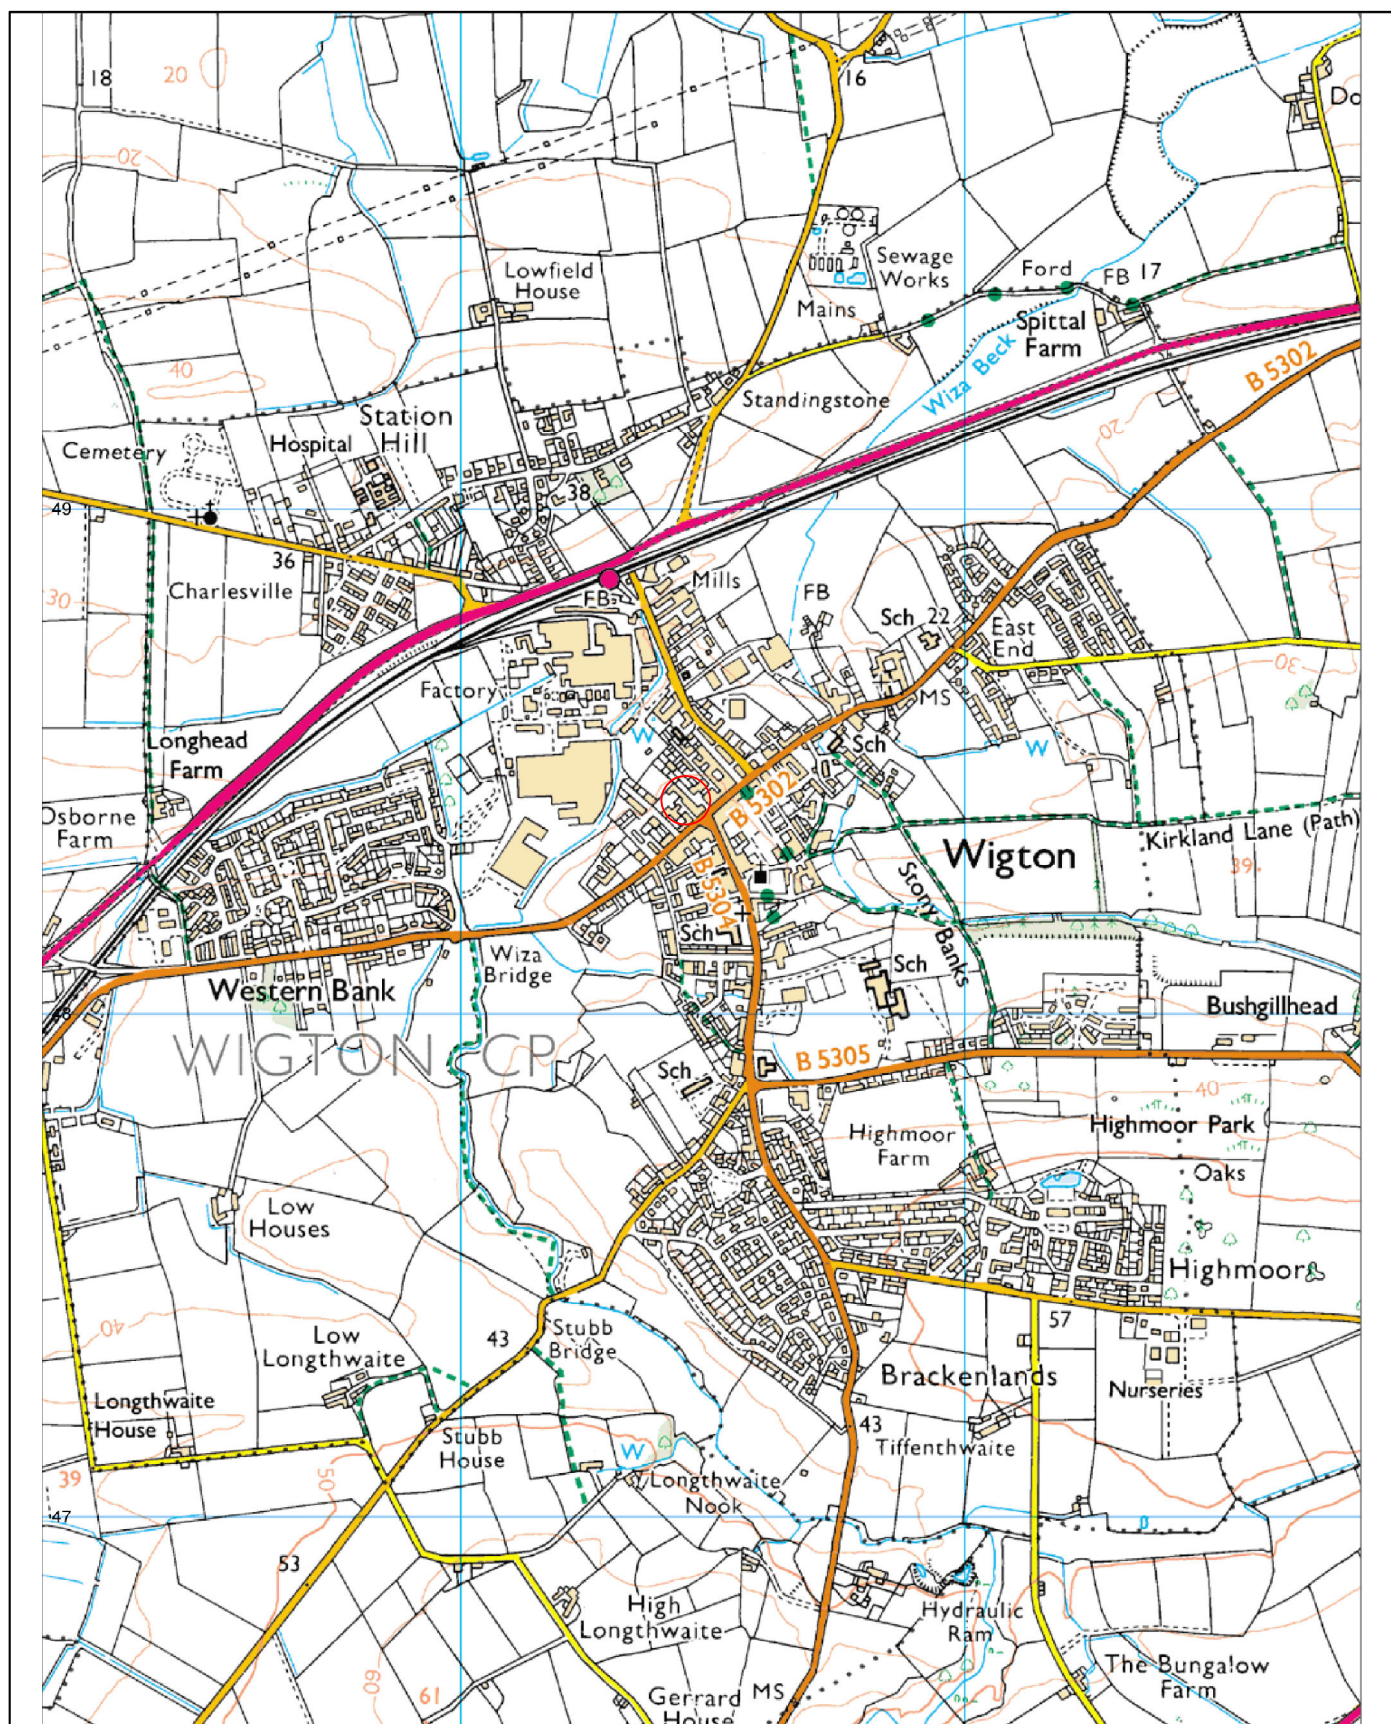 18
20
16
Do
20
Lowfield
House
Sewage
Works
Ford
FB
17
Mains
Spittal
Farm
40
Wiza Beck
B 5302
Standingstone
Station
Hill
Hospital
Cemetery
20
38
49
36
Mills
Charlesville
30
FB
FB
Sch
22
East
End
30
Factory
MS
W
Sch
W
Longhead
Farm
B 5302
Osborne
Farm
Kirkland Lane (Path)
Wigton
39
B 5304
Stony Banks
Sch
Wiza
Bridge
Sch
Western Bank
Bushgillhead
48
WIGTON CP
B 5305
Sch
40
Highmoor Park
Highmoor
Farm
Oaks
Low
Houses
Highmoor
40
57
43
Stubb
Bridge
Low
Longthwaite
Brackenlands
Nurseries
Longthwaite
House
43
Stubb
House
Tiffenthwaite
W
39
50
Longthwaite
Nook
47
53
High
Longthwaite
Hydraulic
Ram
The Bungalow
Farm
60
61
Gerrard
House
MS